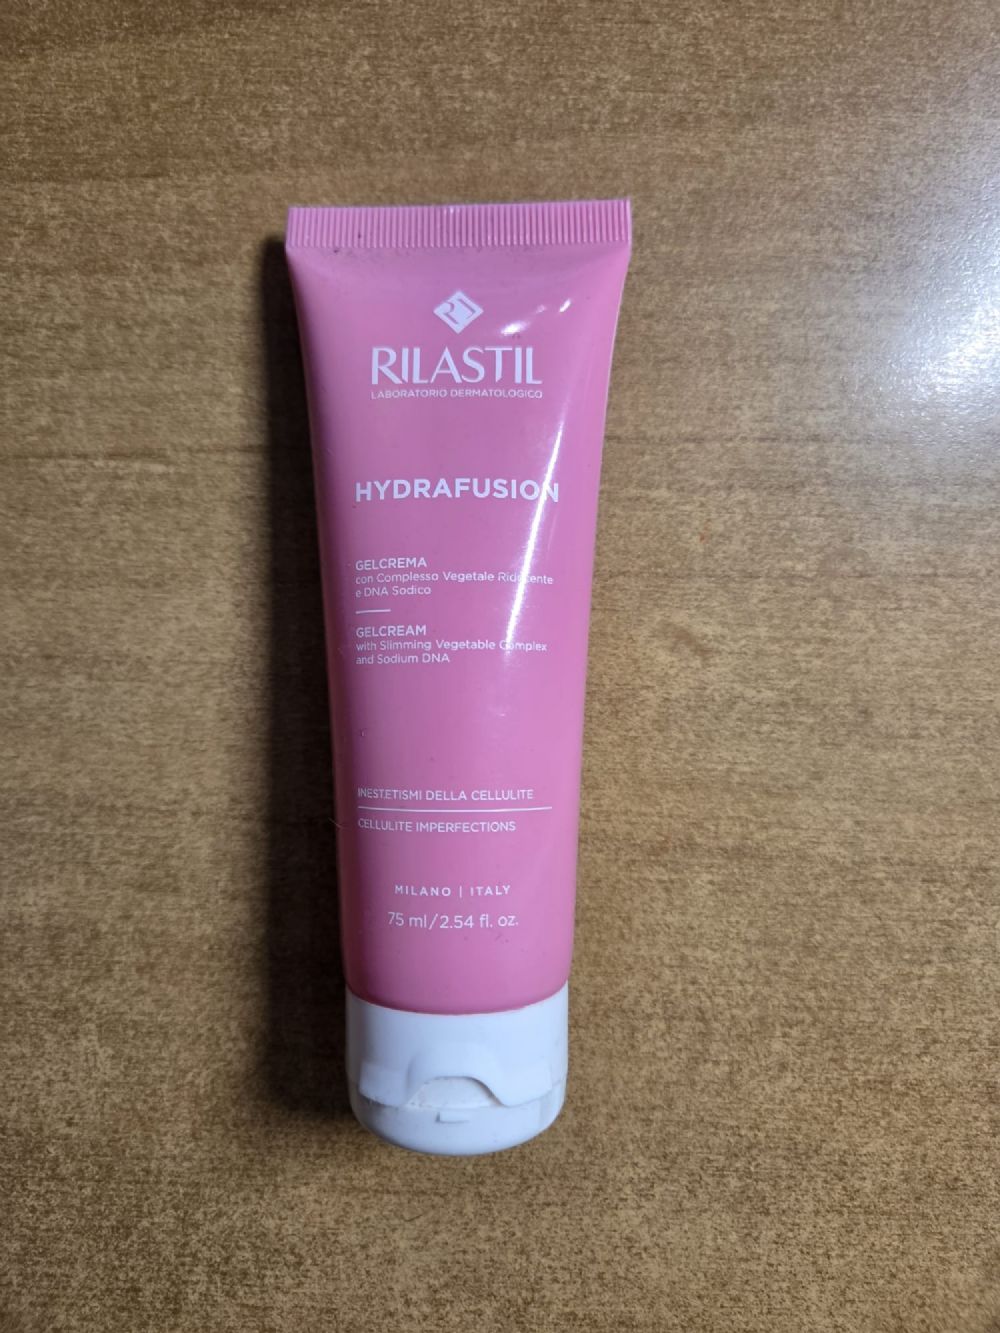 RILASTIL
LABORATORIO DERMATOLOGICO
HYDRAFUSION
GELCREMA
con Complesso Vegetale Riducente
e DNA Sodico
GELCREAM
with Slimming Vegetable Complex
and Sodium DNA
INESTETISMI DELLA CELLULITE
CELLULITE IMPERFECTIONS
MILANO | ITALY
75 ml/2.54 fl. oz.